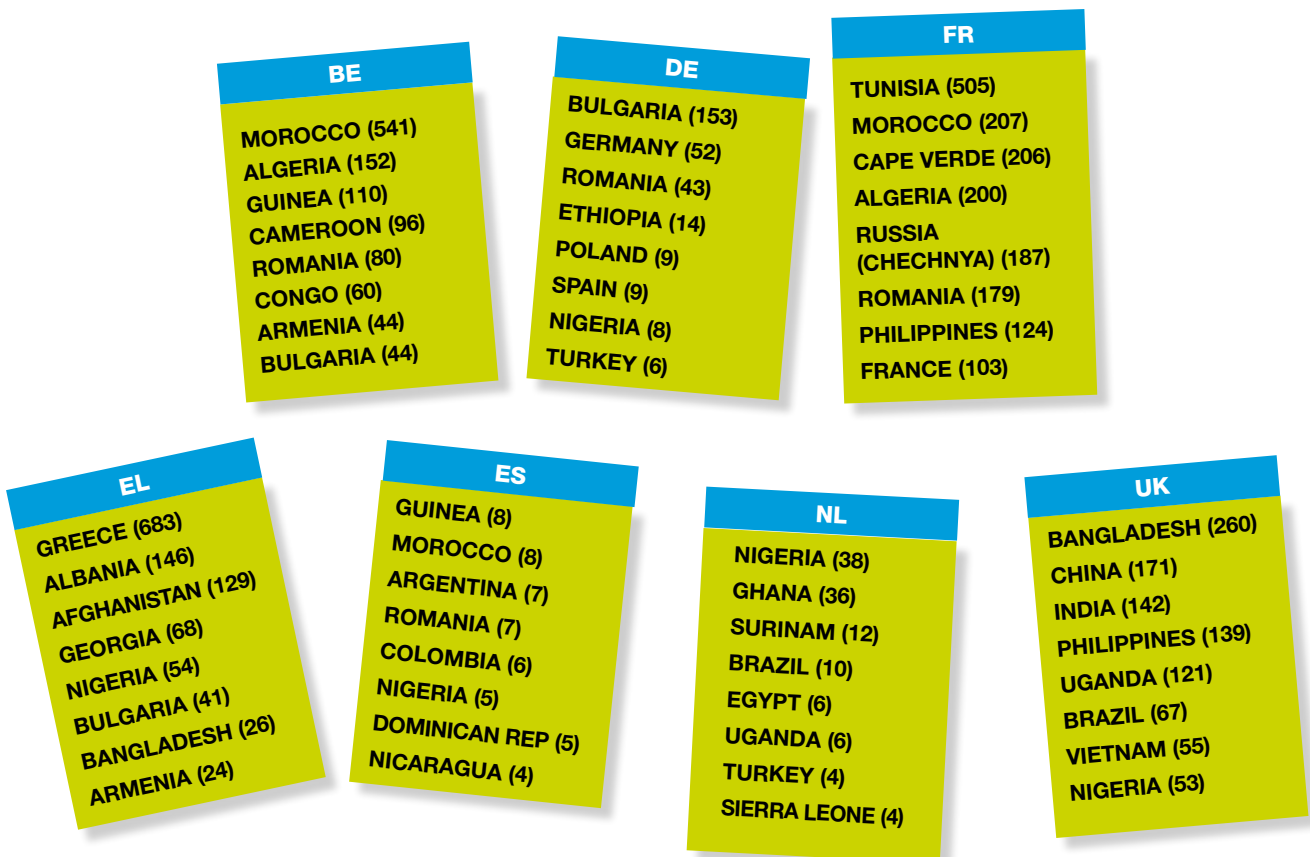 BE
MOROCCO (541)
ALGERIA (152)
GUINEA (110)
CAMEROON (96)
ROMANIA (80)
CONGO (60)
ARMENIA (44)
BULGARIA (44)
DE
BULGARIA (153)
GERMANY (52)
ROMANIA (43)
ETHIOPIA (14)
POLAND (9)
SPAIN (9)
NIGERIA (8)
TURKEY (6)
FR
TUNISIA (505)
MOROCCO (207)
CAPE VERDE (206)
ALGERIA (200)
RUSSIA
(CHECHNYA) (187)
ROMANIA (179)
PHILIPPINES (124)
FRANCE (103)
EL
GREECE (683)
ALBANIA (146)
AFGHANISTAN (129)
GEORGIA (68)
NIGERIA (54)
BULGARIA (41)
BANGLADESH (26)
ARMENIA (24)
ES
GUINEA (8)
MOROCCO (8)
ARGENTINA (7)
ROMANIA (7)
COLOMBIA (6)
NIGERIA (5)
DOMINICAN REP (5)
NICARAGUA (4)
NL
NIGERIA (38)
GHANA (36)
SURINAM (12)
BRAZIL (10)
EGYPT (6)
UGANDA (6)
TURKEY (4)
SIERRA LEONE (4)
UK
BANGLADESH (260)
CHINA (171)
INDIA (142)
PHILIPPINES (139)
UGANDA (121)
BRAZIL (67)
VIETNAM (55)
NIGERIA (53)